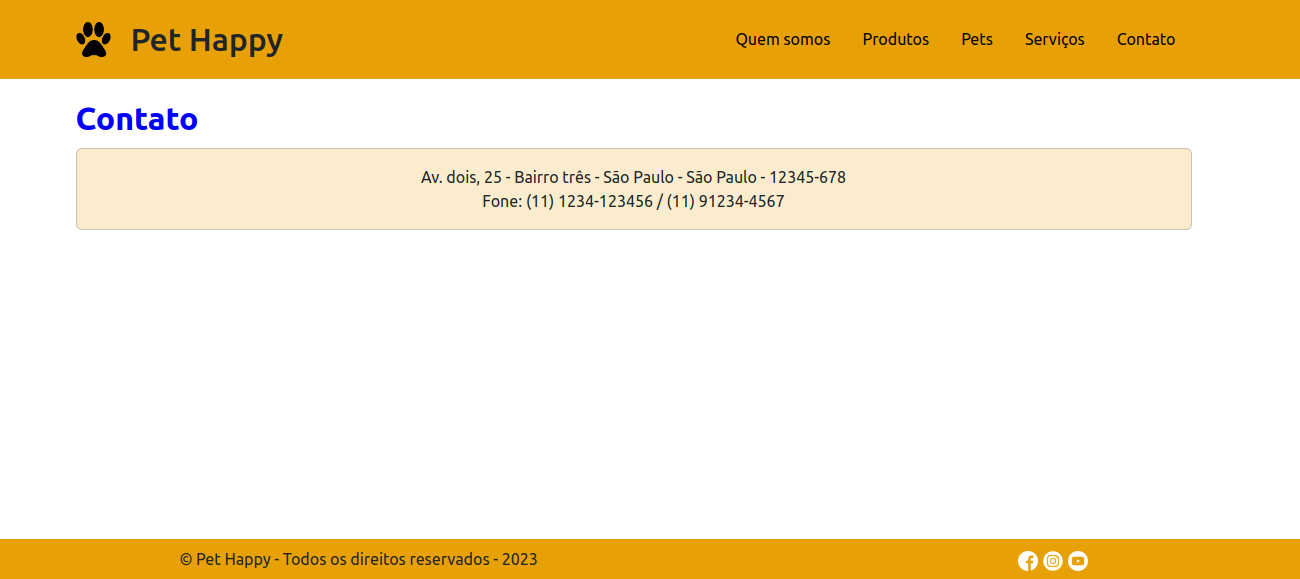 Pet Happy
Quem somos Produtos Pets Serviços Contato
Contato
Av. dois, 25 - Bairro três - São Paulo - São Paulo - 12345-678
Fone: (11) 1234-123456 / (11) 91234-4567
© Pet Happy - Todos os direitos reservados - 2023